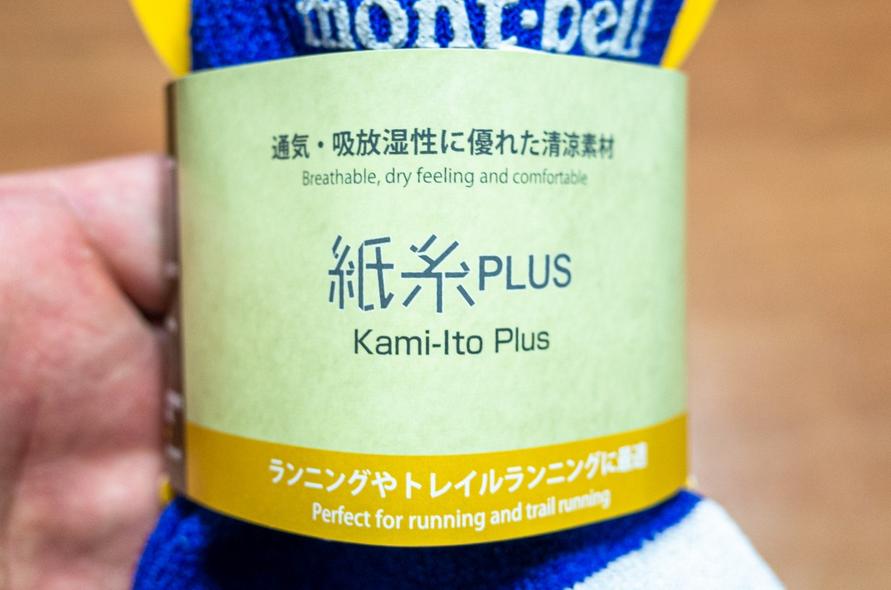 mont-bell
通気・吸放湿性に優れた清涼素材
Breathable, dry feeling and comfortable
紙糸PLUS
Kami-Ito Plus
ランニングやトレイルランニングに最適
Perfect for running and trail running